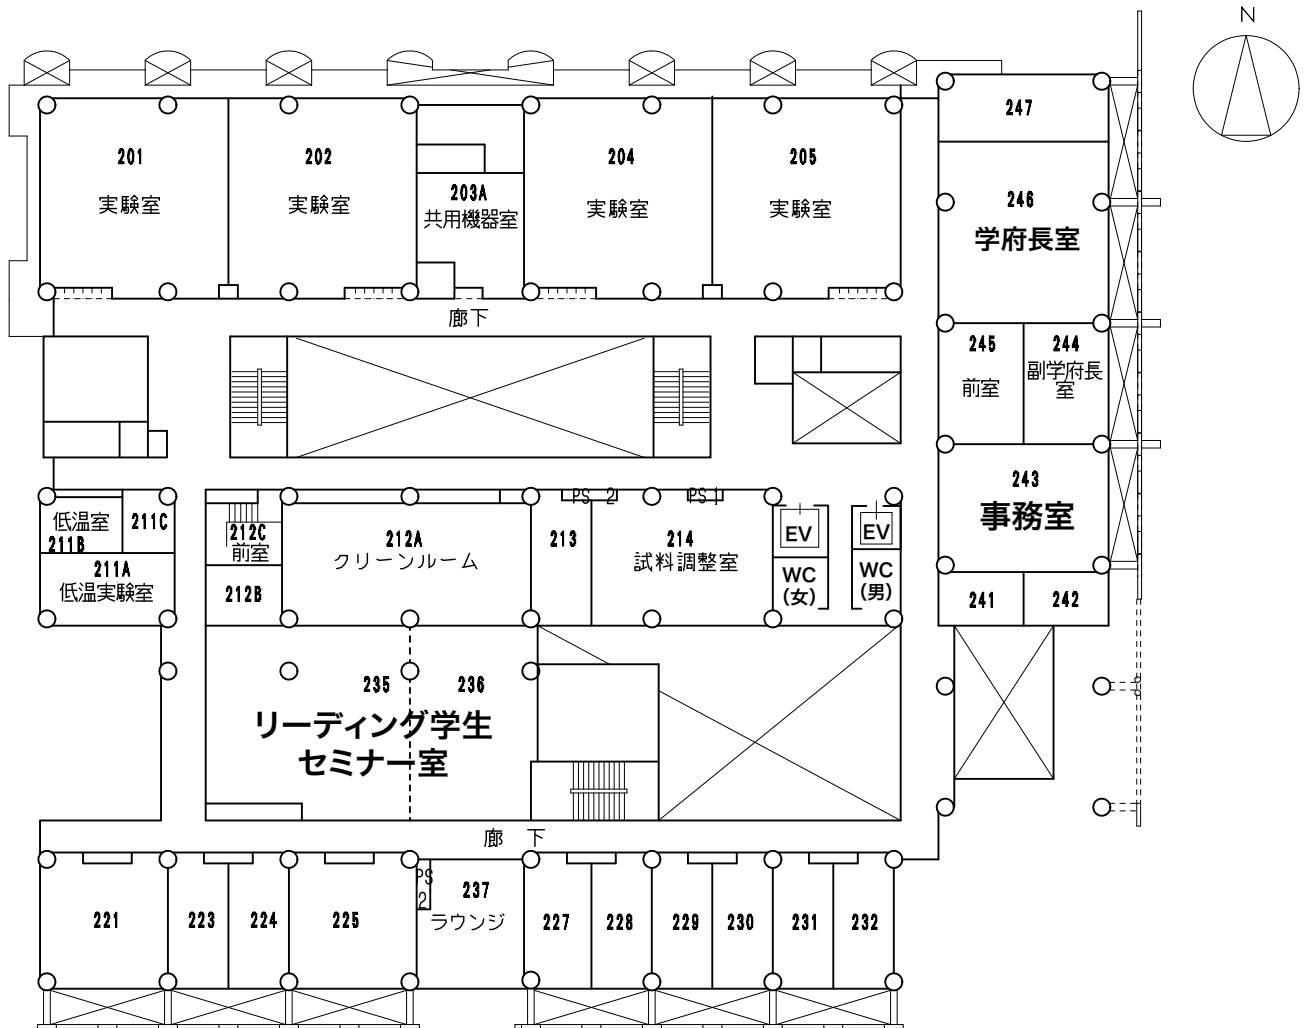 N
247
201
202
204
205
実験室
実験室
203A
共用機器室
実験室
実験室
246
学府長室
廊下
245
前室
244
副学府長
室
243
事務室
低温室
211B
211C
211A
低温実験室
212C
前室
212B
212A
クリーンルーム
PS 2
213
PS 1
214
試料調整室
EV
EV
WC
(女)
WC
(男)
241
242
235
236
リーディング学生
セミナー室
廊 下
221
223
224
225
PS
2
237
ラウンジ
227
228
229
230
231
232